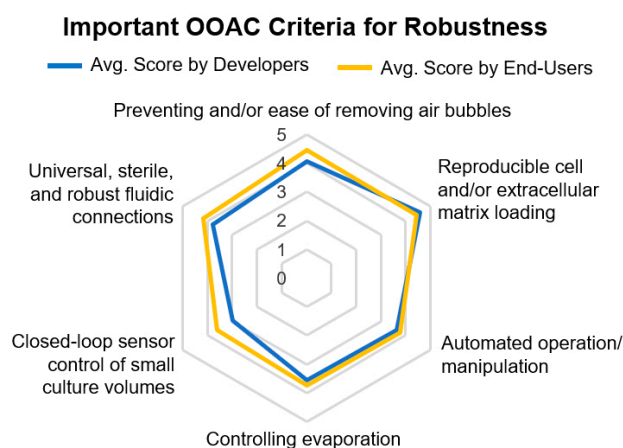 Important OOAC Criteria for Robustness
Avg. Score by Developers
Avg. Score by End-Users
Preventing and/or ease of removing air bubbles
5
4
3
2
1
0
Universal, sterile,
and robust fluidic
connections
Reproducible cell
and/or extracellular
matrix loading
Closed-loop sensor
control of small
culture volumes
Automated operation/
manipulation
Controlling evaporation